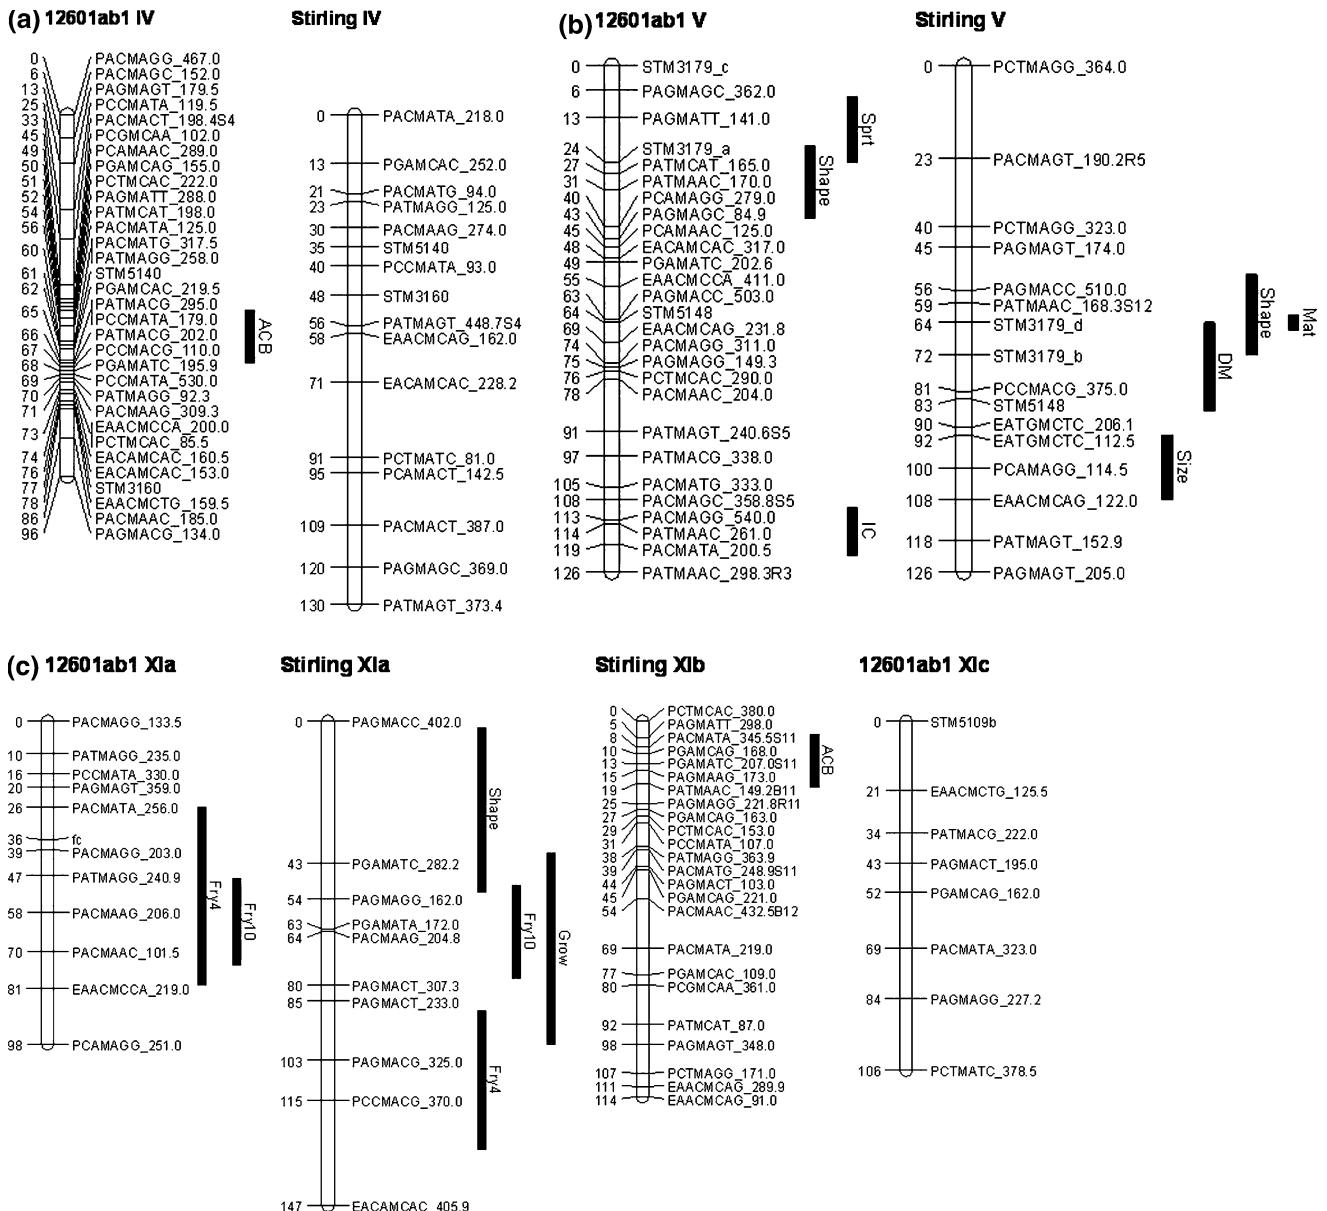 (a) 12601ab1 IV
0 PACMAGG_467.0
6 PACMAGC_152.0
13 PAGMAGT_179.5
25 PCCMATA_119.5
33 PACMACT_198.4S4
45 PCGMCAA_102.0
49 PCAMAAC_289.0
50 PGAMCAG_155.0
51 PCTMCAC_222.0
52 PAGMATT_288.0
54 PATMCAT_198.0
56 PACMATA_125.0
PACMATG_317.5
60 PATMAGG_258.0
61 STM5140
62 PGAMCAC_219.5
PATMACG_295.0
65 PCCMATA_179.0
66 PATMACG_202.0
67 PCCMACG_110.0
68 PGAMATC_195.9
69 PCCMATA_530.0
70 PATMAGG_92.3
71 PACMAAG_309.3
EAACMCCA_200.0
73 PCTMCAC_85.5
74 EACAMCAC_160.5
76 EACAMCAC_153.0
77 STM3160
78 EAACMCTG_159.5
86 PACMAAC_185.0
96 PAGMACG_134.0
ACB
Stirling IV
0 PACMATA_218.0
13 PGAMCAC_252.0
21 PACMATG_94.0
23 PATMAGG_125.0
30 PACMAAG_274.0
35 STM5140
40 PCCMATA_93.0
48 STM3160
56 PATMAGT_448.7S4
58 EAACMCAG_162.0
71 EACAMCAC_228.2
91 PCTMATC_81.0
95 PCAMACT_142.5
109 PACMACT_387.0
120 PAGMAGC_369.0
130 PATMAGT_373.4
(b) 12601ab1 V
0 STM3179_c
6 PAGMAGC_362.0
13 PAGMATT_141.0
24 STM3179_a
27 PATMCAT_165.0
31 PATMAAC_170.0
40 PCAMAGG_279.0
43 PAGMAGC_84.9
45 PCAMAAC_125.0
48 EACAMCAC_317.0
49 PGAMATC_202.6
55 EAACMCCA_411.0
63 PAGMACC_503.0
64 STM5148
69 EAACMCAG_231.8
74 PACMAGG_311.0
75 PAGMAGG_149.3
76 PCTMCAC_290.0
78 PACMAAC_204.0
91 PATMAGT_240.6S5
97 PATMACG_338.0
105 PACMATG_333.0
108 PACMAGC_358.8S5
113 PACMAGG_540.0
114 PATMAAC_261.0
119 PACMATA_200.5
126 PATMAAC_298.3R3
Shape
Sprt
IC
Stirling V
0 PCTMAGG_364.0
23 PACMAGT_190.2R5
40 PCTMAGG_323.0
45 PAGMAGT_174.0
56 PAGMACC_510.0
59 PATMAAC_168.3S12
64 STM3179_d
72 STM3179_b
81 PCCMACG_375.0
83 STM5148
90 EATGMCTC_206.1
92 EATGMCTC_112.5
100 PCAMAGG_114.5
108 EAACMCAG_122.0
118 PATMAGT_152.9
126 PAGMAGT_205.0
Size
DM
Shape
Mat
(c) 12601ab1 XIa
0 PACMAGG_133.5
10 PATMAGG_235.0
16 PCCMATA_330.0
20 PAGMAGT_359.0
26 PACMATA_256.0
36 fc
39 PACMAGG_203.0
47 PATMAGG_240.9
58 PACMAAG_206.0
70 PACMAAC_101.5
81 EAACMCCA_219.0
98 PCAMAGG_251.0
Fry4
Fry10
Stirling XIa
0 PAGMACC_402.0
43 PGAMATC_282.2
54 PAGMAGG_162.0
63 PGAMATA_172.0
64 PACMAAG_204.8
80 PAGMACT_307.3
85 PAGMACT_233.0
103 PAGMACG_325.0
115 PCCMACG_370.0
147 EACAMCAC_405.9
Shape
Fry4
Fry10
Grow
Stirling XIb
0 PCTMCAC_380.0
5 PAGMATT_298.0
8 PACMATA_345.5S11
10 PGAMCAG_168.0
13 PGAMATC_207.0S11
15 PAGMAAG_173.0
19 PATMAAC_149.2B11
25 PAGMAGG_221.8R11
27 PGAMCAG_163.0
29 PCTMCAC_153.0
31 PCCMATA_107.0
38 PATMAGG_363.9
39 PACMATG_248.9S11
44 PAGMACT_103.0
45 PGAMCAG_221.0
54 PACMAAC_432.5B12
69 PACMATA_219.0
77 PGAMCAC_109.0
80 PCGMCAA_361.0
92 PATMCAT_87.0
98 PAGMAGT_348.0
107 PCTMAGG_171.0
111 EAACMCAG_289.9
114 EAACMCAG_91.0
ACB
12601ab1 XIc
0 STM5109b
21 EAACMCTG_125.5
34 PATMACG_222.0
43 PAGMACT_195.0
52 PGAMCAG_162.0
69 PACMATA_323.0
84 PAGMAGG_227.2
106 PCTMATC_378.5